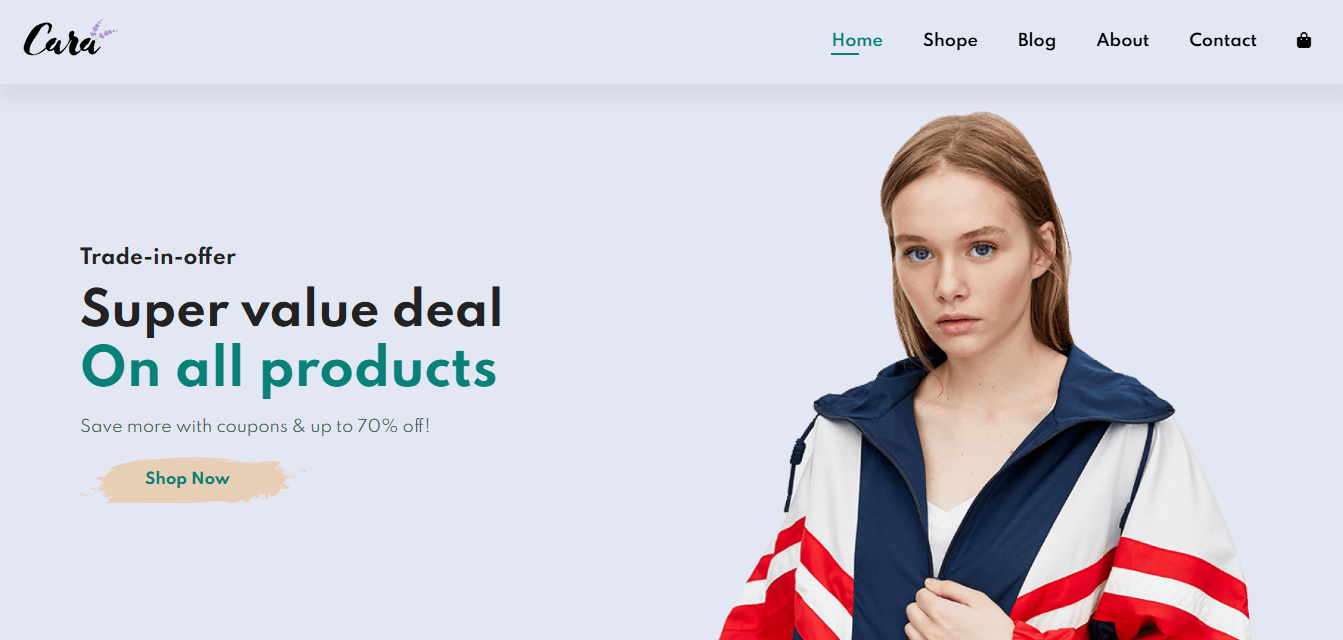 Cara
Home Shope Blog About Contact
Trade-in-offer
Super value deal
On all products
Save more with coupons & up to 70% off!
Shop Now